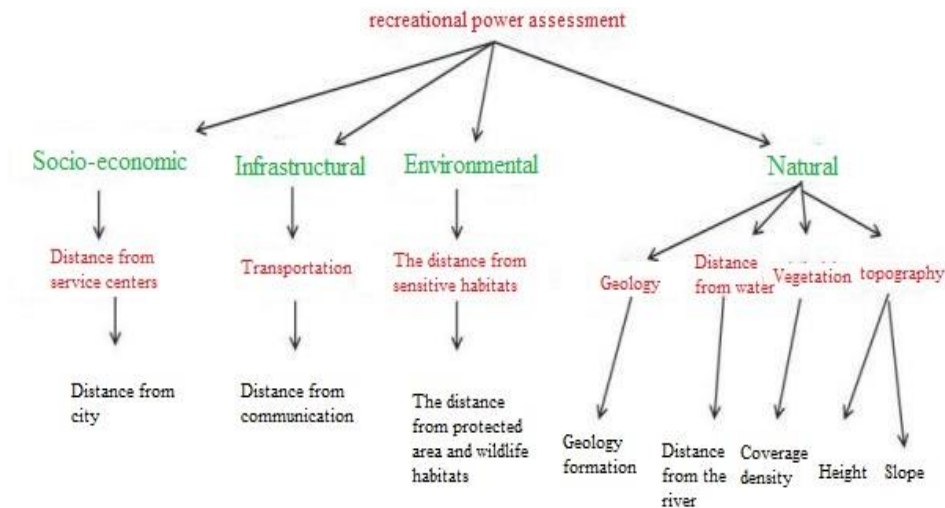 recreational power assessment
Socio-economic
Infrastructural
Environmental
Natural
Distance from
service centers
Transportation
The distance from
sensitive habitats
Geology
Distance
from water
Vegetation
topography
Distance from
city
Distance from
communication
The distance
from protected
area and wildlife
habitats
Geology
formation
Distance
from the
river
Coverage
density
Height
Slope